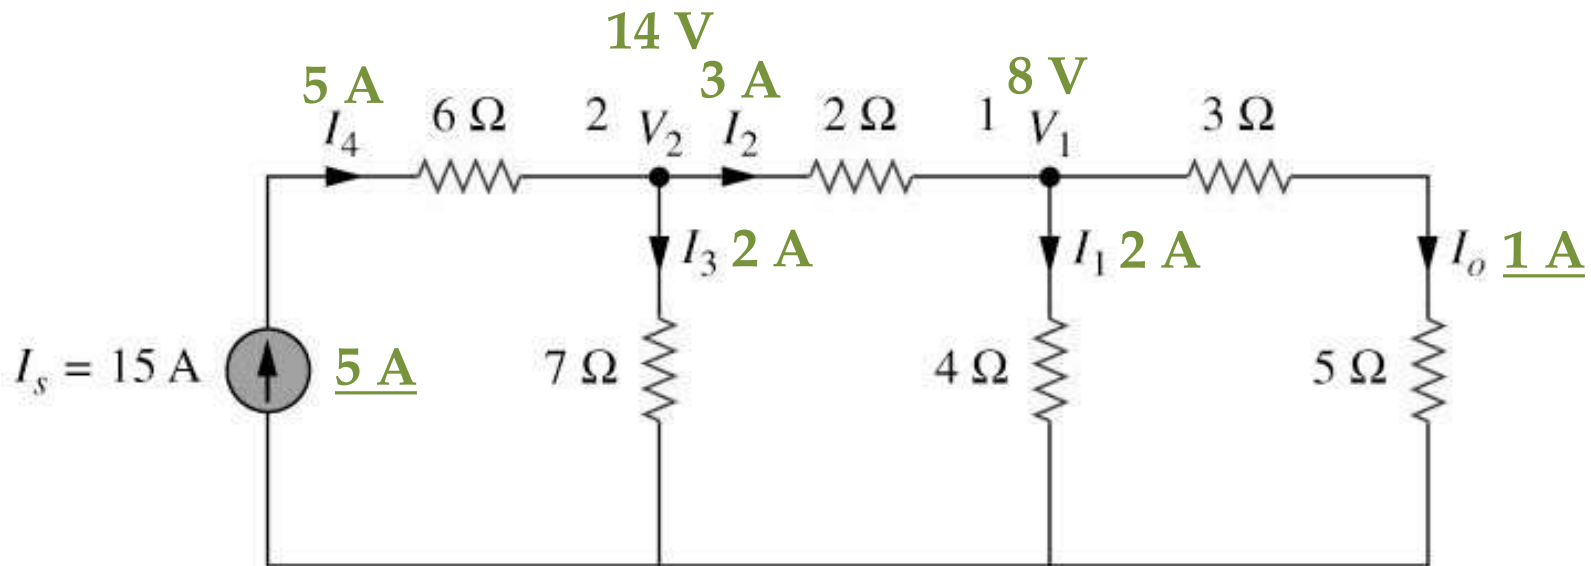 14 V
5 A 3 A 8 V
I4 6 Ω 2 V2 I2 2 Ω 1 V1 3 Ω
I3 2 A I1 2 A Io 1 A
Is = 15 A 5 A 7 Ω 4 Ω 5 Ω